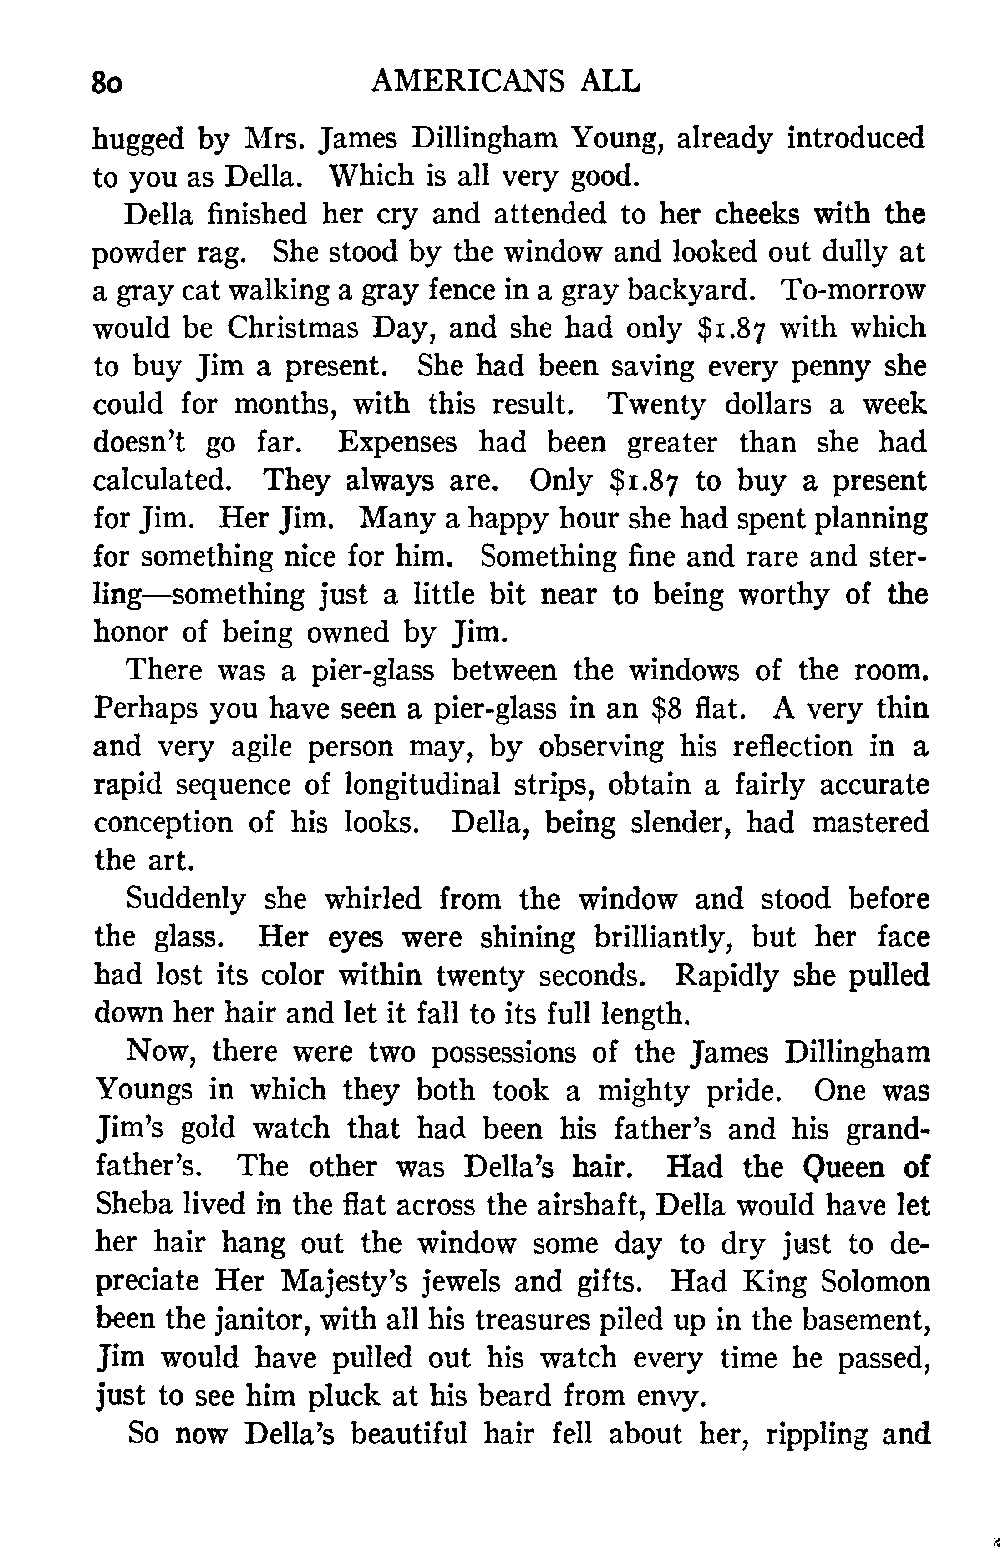 80 AMERICANS ALL
hugged by Mrs. James Dillingham Young, already introduced
to you as Della. Which is all very good.
Della finished her cry and attended to her cheeks with the
powder rag. She stood by the window and looked out dully at
a gray cat walking a gray fence in a gray backyard. To-morrow
would be Christmas Day, and she had only $1.87 with which
to buy Jim a present. She had been saving every penny she
could for months, with this result. Twenty dollars a week
doesn't go far. Expenses had been greater than she had
calculated. They always are. Only $1.87 to buy a present
for Jim. Her Jim. Many a happy hour she had spent planning
for something nice for him. Something fine and rare and ster-
ling—something just a little bit near to being worthy of the
honor of being owned by Jim.
There was a pier-glass between the windows of the room.
Perhaps you have seen a pier-glass in an $8 flat. A very thin
and very agile person may, by observing his reflection in a
rapid sequence of longitudinal strips, obtain a fairly accurate
conception of his looks. Della, being slender, had mastered
the art.
Suddenly she whirled from the window and stood before
the glass. Her eyes were shining brilliantly, but her face
had lost its color within twenty seconds. Rapidly she pulled
down her hair and let it fall to its full length.
Now, there were two possessions of the James Dillingham
Youngs in which they both took a mighty pride. One was
Jim's gold watch that had been his father's and his grand-
father's. The other was Della's hair. Had the Queen of
Sheba lived in the flat across the airshaft, Della would have let
her hair hang out the window some day to dry just to de-
preciate Her Majesty's jewels and gifts. Had King Solomon
been the janitor, with all his treasures piled up in the basement,
Jim would have pulled out his watch every time he passed,
just to see him pluck at his beard from envy.
So now Della's beautiful hair fell about her, rippling and